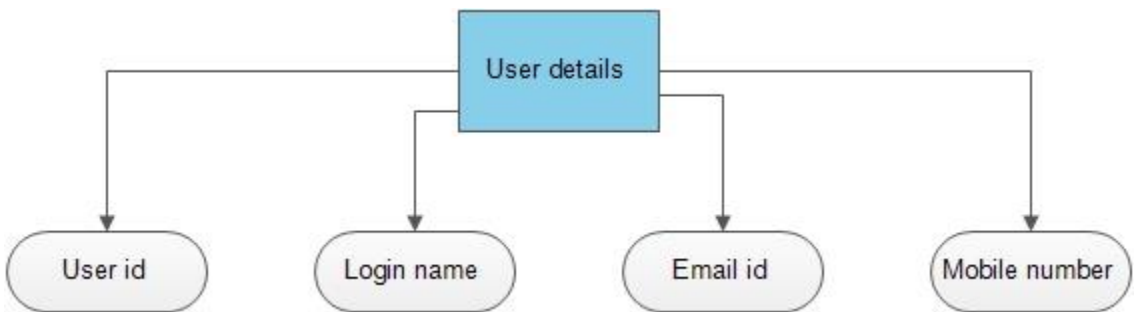 User details
User id
Login name
Email id
Mobile number